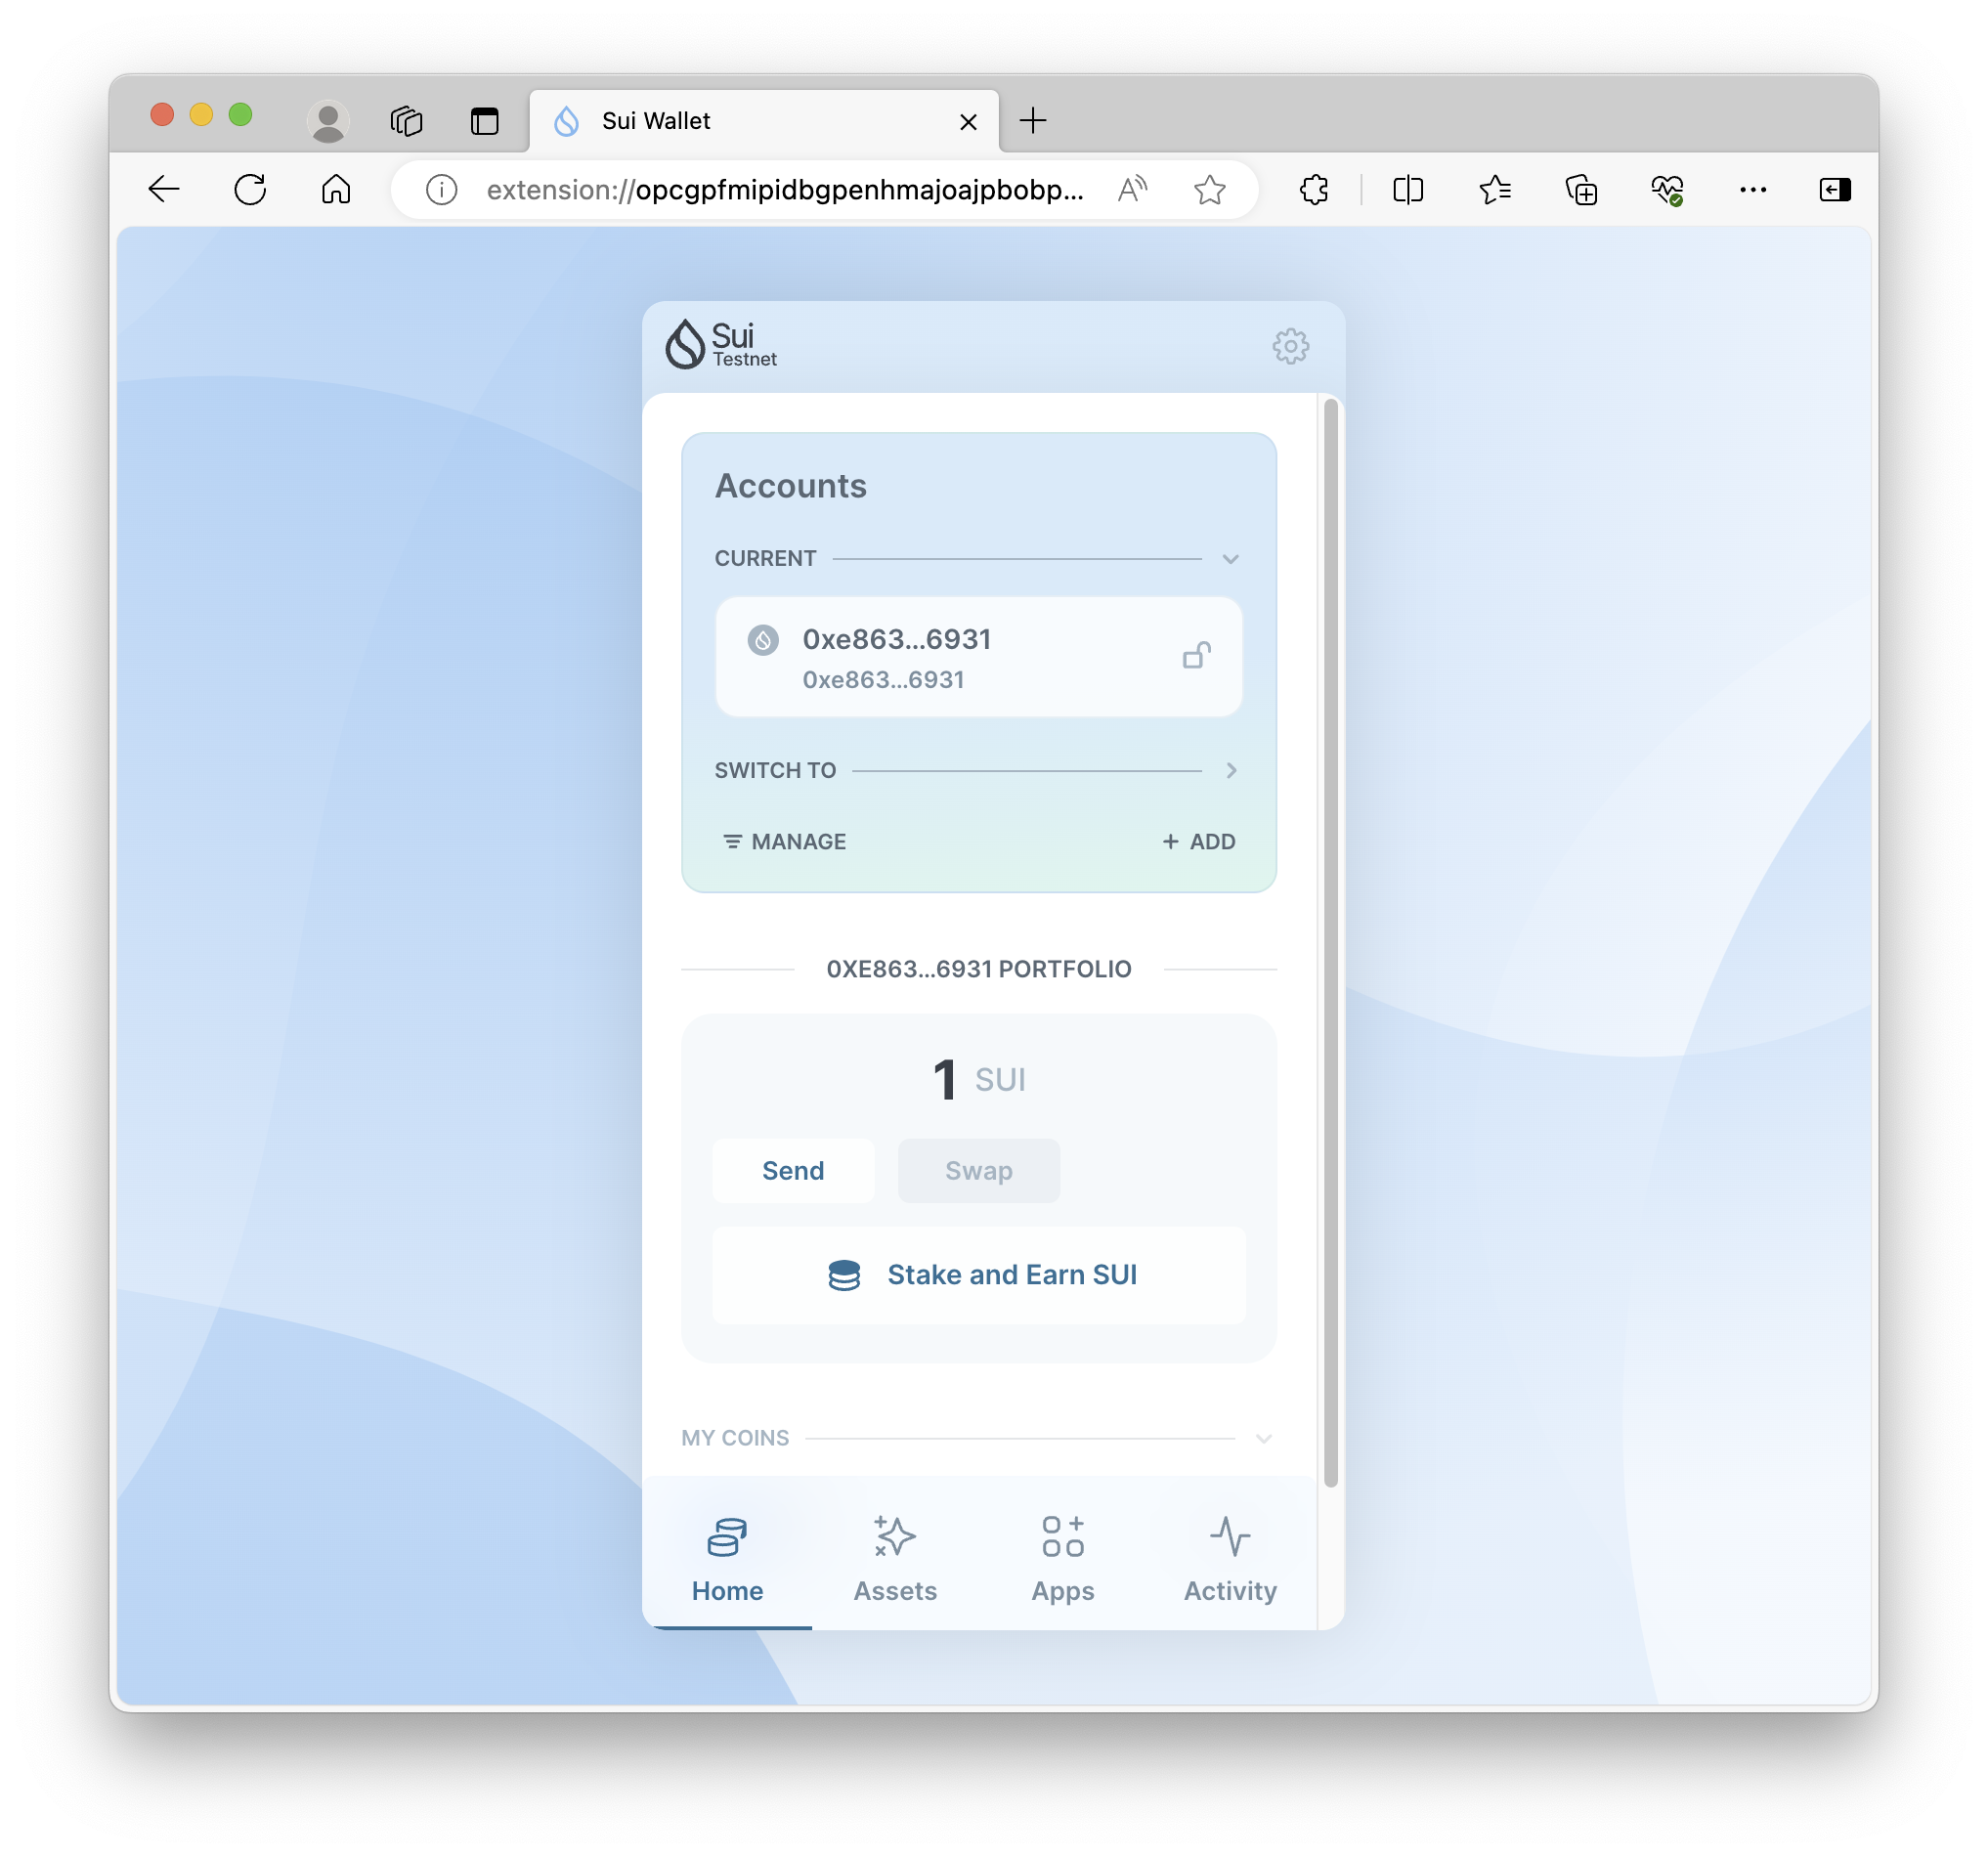 Sui Wallet
extension://opcgpfmipidbgpenhmajoajpbobp...
Sui
Testnet
Accounts
CURRENT
0xe863...6931
0xe863...6931
SWITCH TO
MANAGE
+ ADD
0XE863...6931 PORTFOLIO
1 SUI
Send
Swap
Stake and Earn SUI
MY COINS
Home
Assets
Apps
Activity